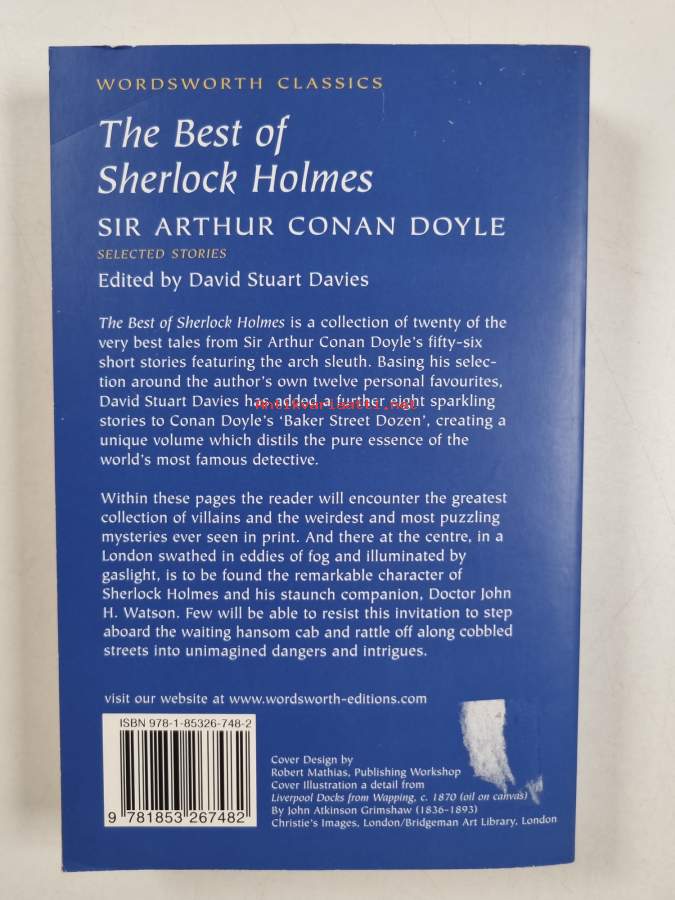 WORDSWORTH CLASSICS
The Best of
Sherlock Holmes
SIR ARTHUR CONAN DOYLE
SELECTED STORIES
Edited by David Stuart Davies
The Best of Sherlock Holmes is a collection of twenty of the
very best tales from Sir Arthur Conan Doyle's fifty-six
short stories featuring the arch sleuth. Basing his selec-
tion around the author's own twelve personal favourites,
David Stuart Davies has added a further eight sparkling
antikvariaatti.net
stories to Conan Doyle's 'Baker Street Dozen', creating a
unique volume which distils the pure essence of the
world's most famous detective.
Within these pages the reader will encounter the greatest
collection of villains and the weirdest and most puzzling
mysteries ever seen in print. And there at the centre, in a
London swathed in eddies of fog and illuminated by
gaslight, is to be found the remarkable character of
Sherlock Holmes and his staunch companion, Doctor John
H. Watson. Few will be able to resist this invitation to step
aboard the waiting hansom cab and rattle off along cobbled
streets into unimagined dangers and intrigues.
visit our website at www.wordsworth-editions.com
ISBN 978-1-85326-748-2
9 781853 267482
Cover Design by
Robert Mathias, Publishing Workshop
Cover Illustration a detail from
Liverpool Docks from Wapping, c. 1870 (oil on canvas)
By John Atkinson Grimshaw (1836-1893)
Christie's Images, London/Bridgeman Art Library, London